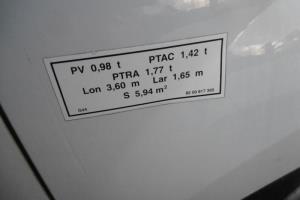 PV 0,98 t PTAC 1,42 t
PTRA 1,77 t
Lon 3,60 m Lar 1,65 m
S 5,94 m²